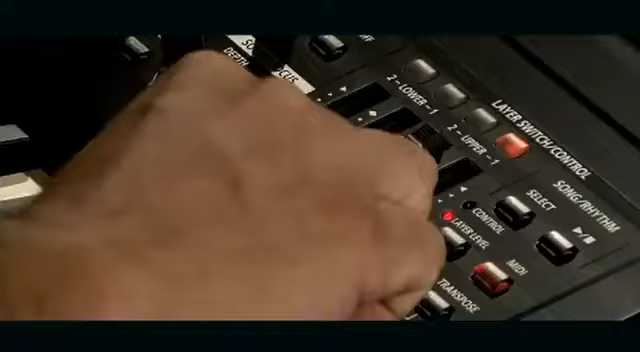 DEPTH
2 - LOWER - 1
2 - UPPER - 1
LAYER SWITCH/CONTROL
SONG/RHYTHM
SELECT
CONTROL
LAYER LEVEL
MIDI
TRANSPOSE